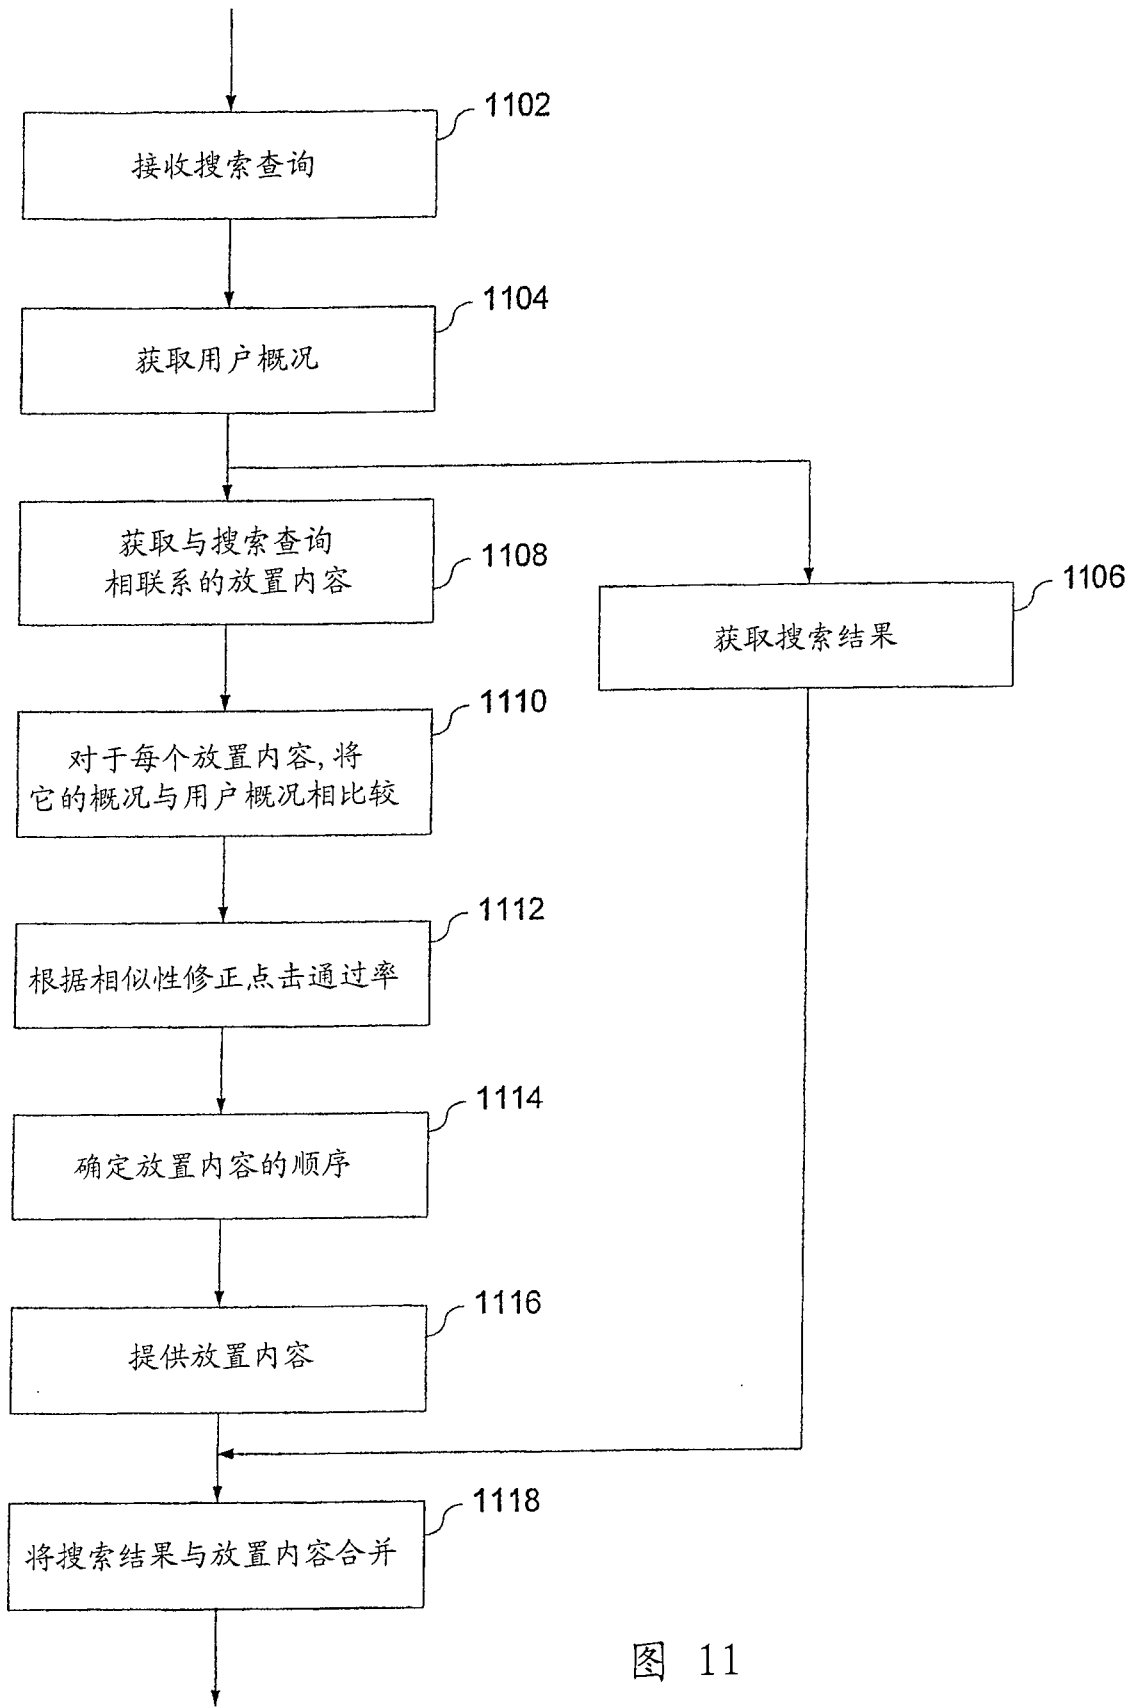 1102
接收搜索查询
1104
获取用户概况
1108
获取与搜索查询
相联系的放置内容
1106
获取搜索结果
1110
对于每个放置内容,将
它的概况与用户概况相比较
1112
根据相似性修正点击通过率
1114
确定放置内容的顺序
1116
提供放置内容
1118
将搜索结果与放置内容合并
图 11